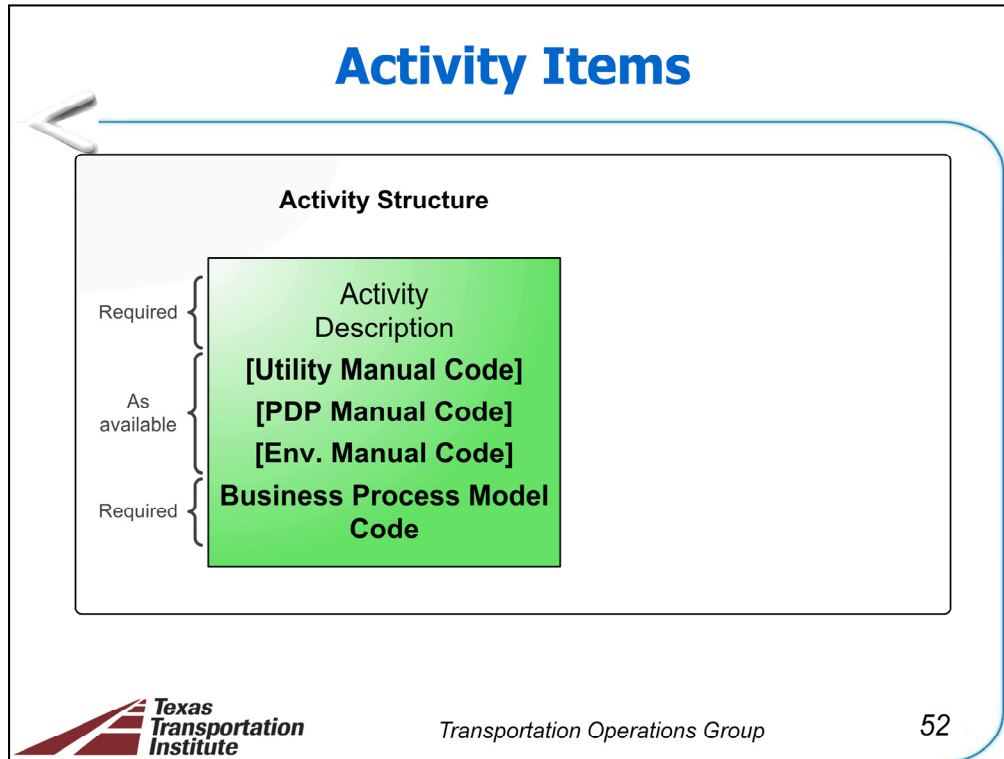 Activity Items
Activity Structure
Required
Activity
Description
As
available
[Utility Manual Code]
[PDP Manual Code]
[Env. Manual Code]
Required
Business Process Model
Code
Texas
Transportation
Institute
Transportation Operations Group
52